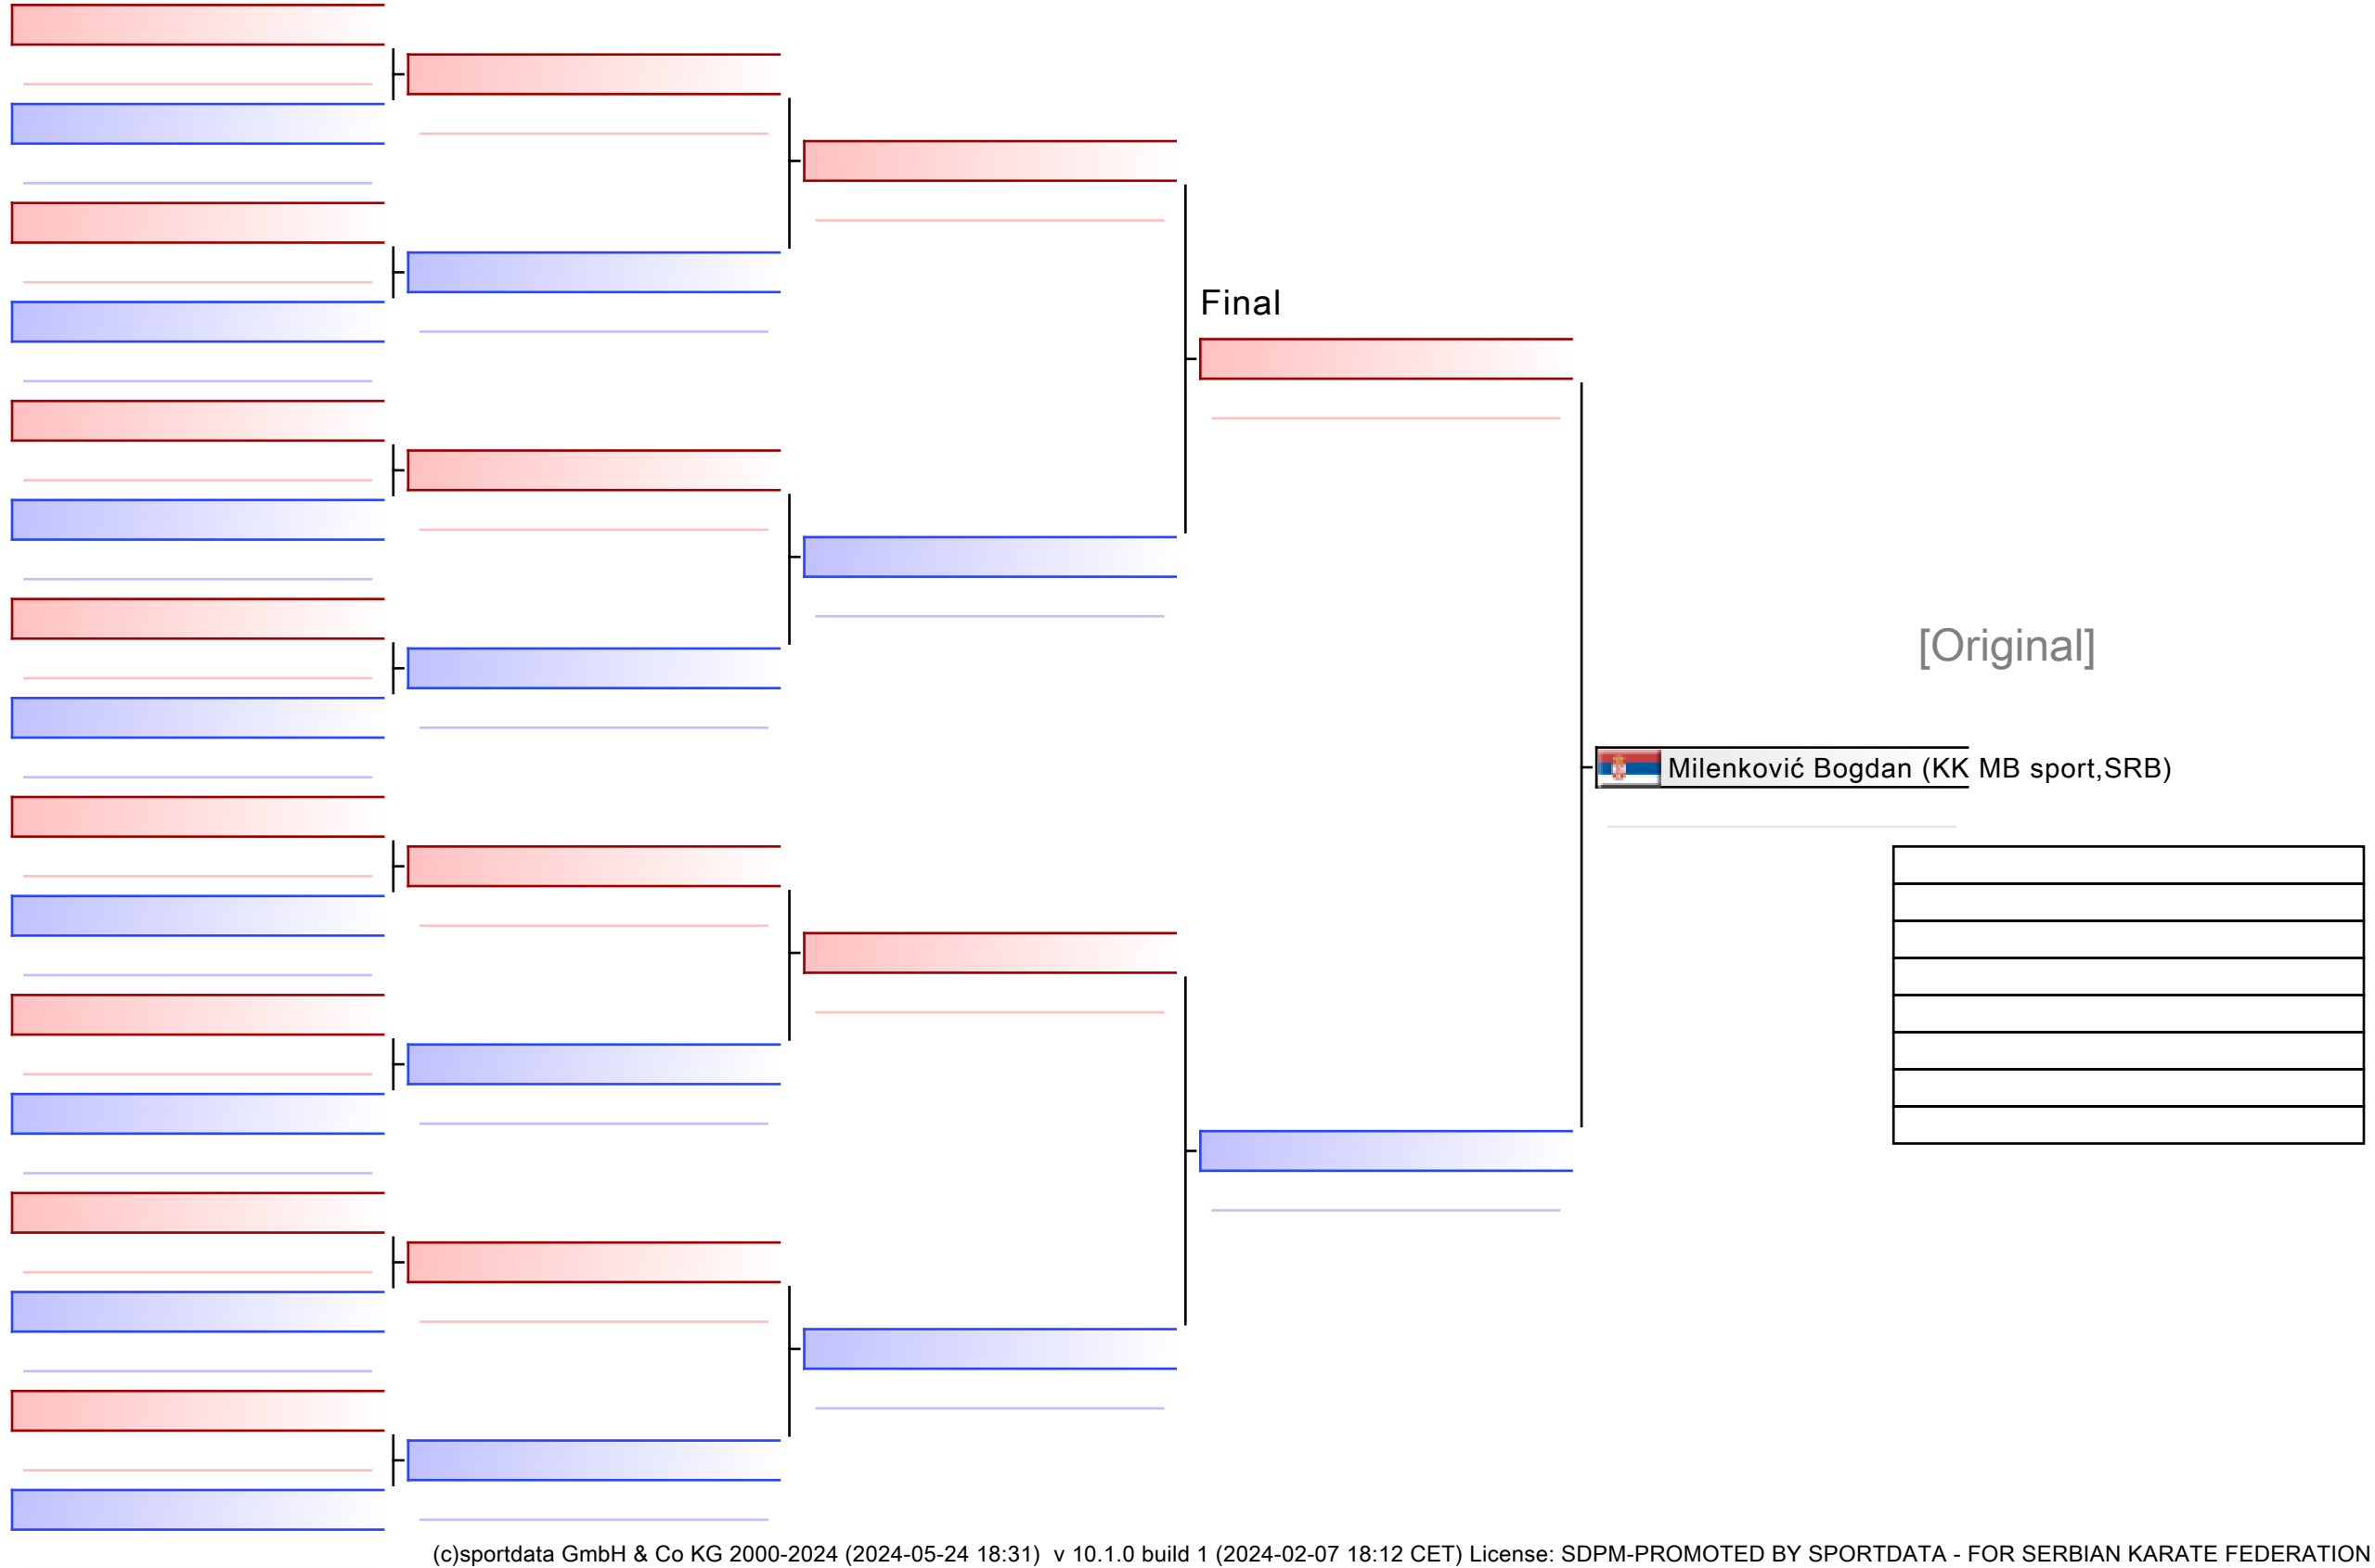 Final
[Original]
Milenković Bogdan (KK MB sport,SRB)
(c)sportdata GmbH & Co KG 2000-2024 (2024-05-24 18:31)  v 10.1.0 build 1 (2024-02-07 18:12 CET) License: SDPM-PROMOTED BY SPORTDATA - FOR SERBIAN KARATE FEDERATION